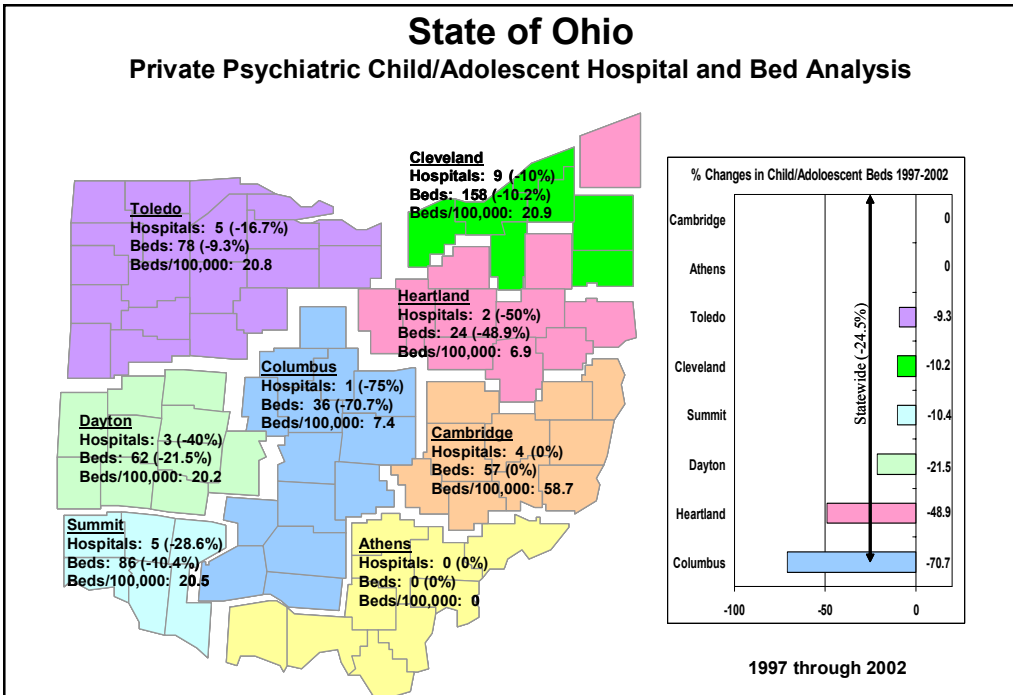 State of Ohio
Private Psychiatric Child/Adolescent Hospital and Bed Analysis
Cleveland
Hospitals: 9 (-10%)
Beds: 158 (-10.2%)
Beds/100,000: 20.9
Toledo
Hospitals: 5 (-16.7%)
Beds: 78 (-9.3%)
Beds/100,000: 20.8
Heartland
Hospitals: 2 (-50%)
Beds: 24 (-48.9%)
Beds/100,000: 6.9
Columbus
Hospitals: 1 (-75%)
Beds: 36 (-70.7%)
Beds/100,000: 7.4
Dayton
Hospitals: 3 (-40%)
Beds: 62 (-21.5%)
Beds/100,000: 20.2
Cambridge
Hospitals: 4 (0%)
Beds: 57 (0%)
Beds/100,000: 58.7
Summit
Hospitals: 5 (-28.6%)
Beds: 86 (-10.4%)
Beds/100,000: 20.5
Athens
Hospitals: 0 (0%)
Beds: 0 (0%)
Beds/100,000: 0
% Changes in Child/Adoloescent Beds 1997-2002
Cambridge 0
Athens 0
Toledo -9.3
Cleveland -10.2
Summit -10.4
Dayton -21.5
Heartland -48.9
Columbus -70.7
Statewide (-24.5%)
-100 -50 0
1997 through 2002